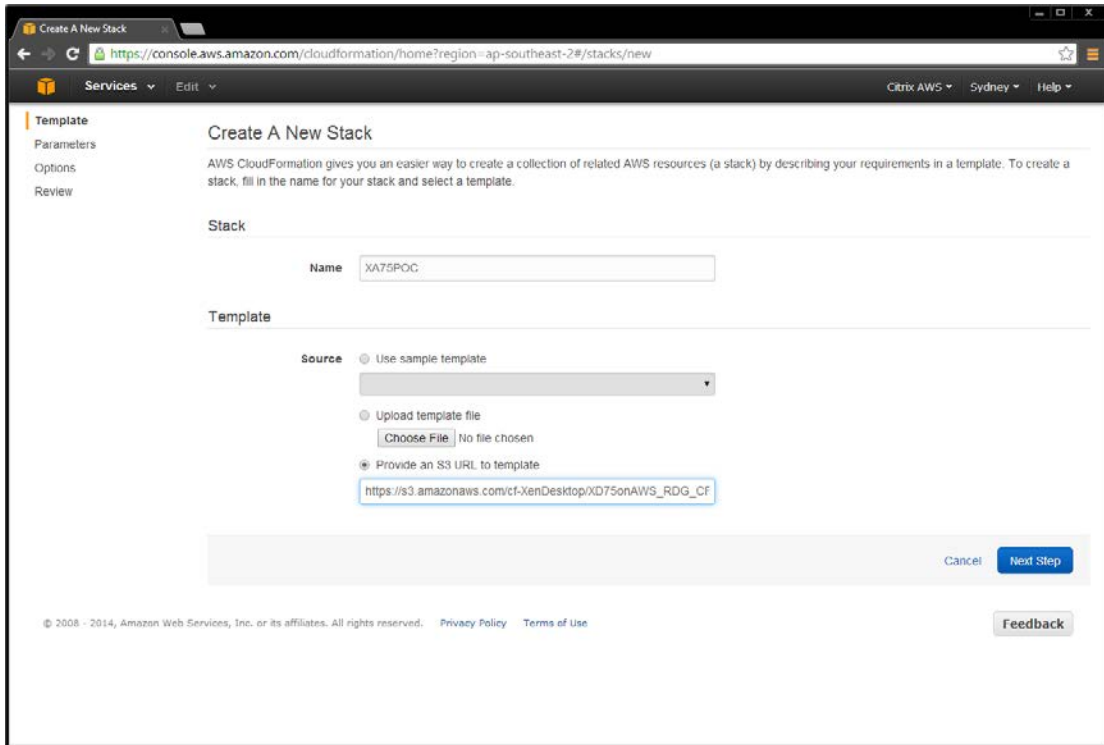 Create A New Stack
https://console.aws.amazon.com/cloudformation/home?region=ap-southeast-2#/stacks/new
Services Edit Citrix AWS Sydney Help
Template
Parameters
Options
Review
Create A New Stack
AWS CloudFormation gives you an easier way to create a collection of related AWS resources (a stack) by describing your requirements in a template. To create a
stack, fill in the name for your stack and select a template.
Stack
Name XA75POC
Template
Source Use sample template
Upload template file
Choose File No file chosen
Provide an S3 URL to template
https://s3.amazonaws.com/cf-XenDesktop/XD75onAWS_RDG_CF
Cancel Next Step
© 2008 - 2014, Amazon Web Services, Inc. or its affiliates. All rights reserved. Privacy Policy Terms of Use Feedback